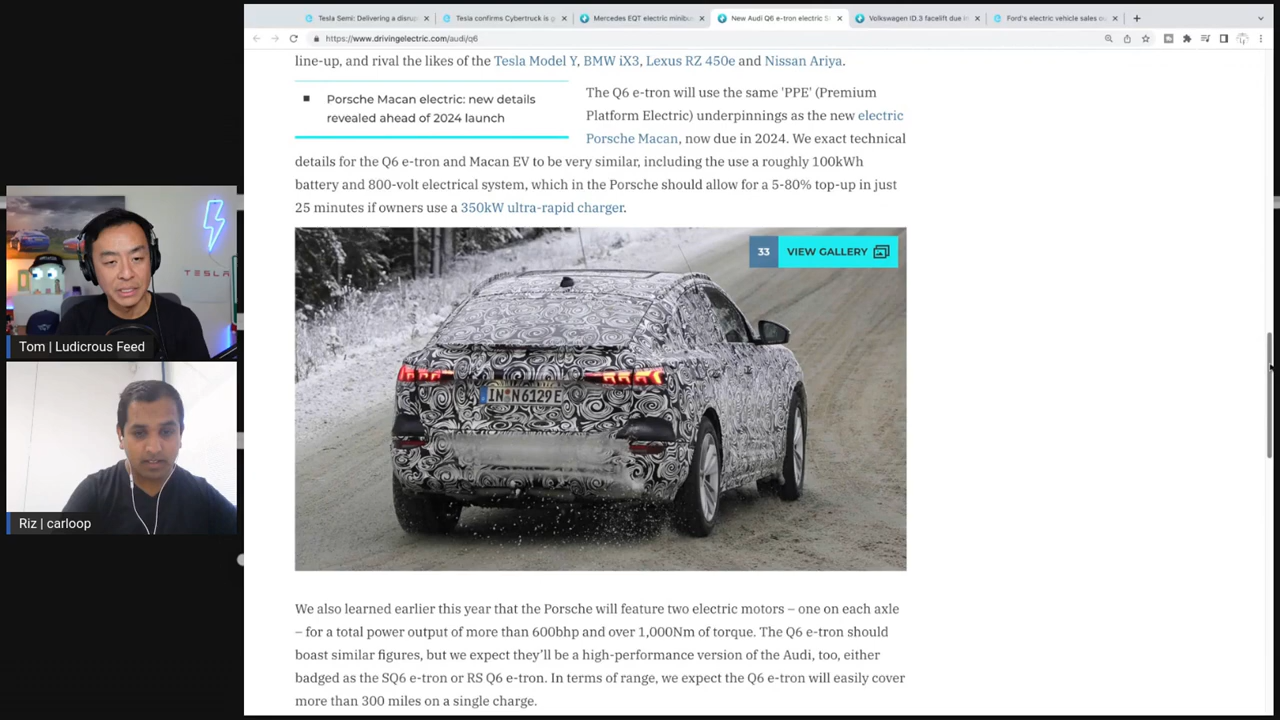 Tesla Semi: Delivering a disrup
Tesla confirms Cybertruck is g
Mercedes EQT electric minibu
New Audi Q6 e-tron electric S
Volkswagen ID.3 facelift due i
Ford's electric vehicle sales o
https://www.drivingelectric.com/audi/q6
line-up, and rival the likes of the Tesla Model Y, BMW iX3, Lexus RZ 450e and Nissan Ariya.
Porsche Macan electric: new details
revealed ahead of 2024 launch
The Q6 e-tron will use the same 'PPE' (Premium
Platform Electric) underpinnings as the new electric
Porsche Macan, now due in 2024. We exact technical
details for the Q6 e-tron and Macan EV to be very similar, including the use a roughly 100kWh
battery and 800-volt electrical system, which in the Porsche should allow for a 5-80% top-up in just
25 minutes if owners use a 350kW ultra-rapid charger.
33 VIEW GALLERY
IN N 6129E
TESLA
Tom | Ludicrous Feed
Riz | carloop
We also learned earlier this year that the Porsche will feature two electric motors – one on each axle
– for a total power output of more than 600bhp and over 1,000Nm of torque. The Q6 e-tron should
boast similar figures, but we expect they'll be a high-performance version of the Audi, too, either
badged as the SQ6 e-tron or RS Q6 e-tron. In terms of range, we expect the Q6 e-tron will easily cover
more than 300 miles on a single charge.